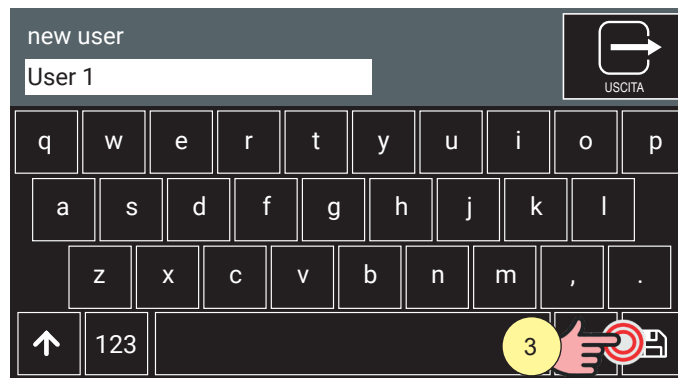 new user
User 1
USCITA
q w e r t y u i o p
a s d f g h j k l
z x c v b n m , .
123 3